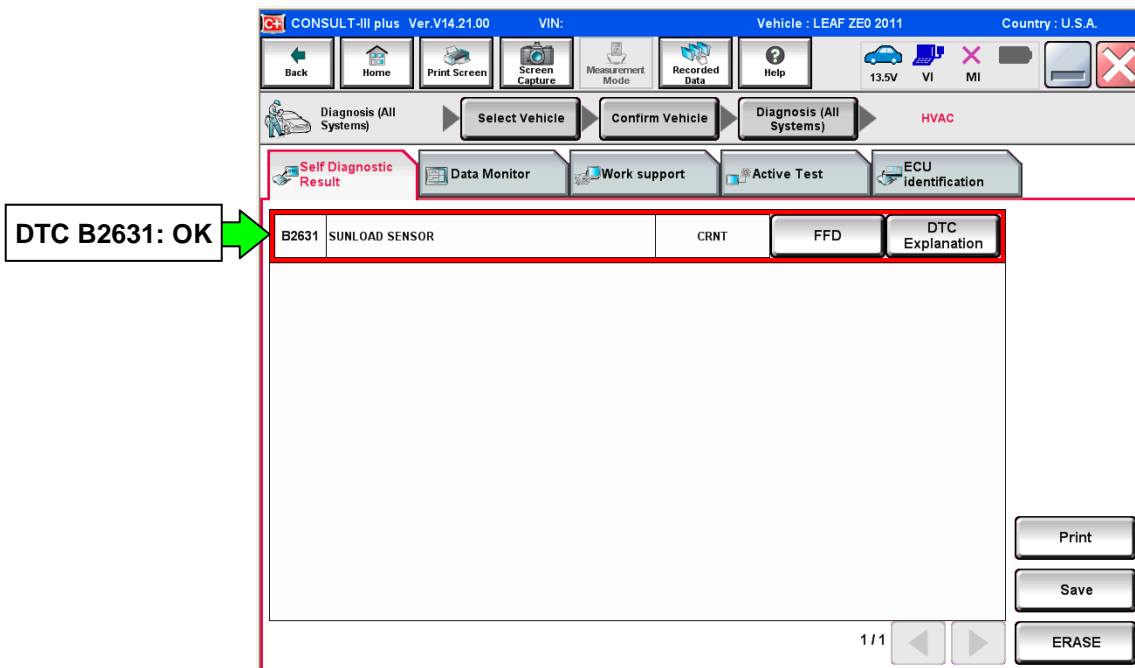 C+ CONSULT-III plus Ver.V14.21.00 VIN: Vehicle : LEAF ZE0 2011 Country : U.S.A.
Back Home Print Screen Screen Capture Measurement Mode Recorded Data Help 13.5V VI MI
Diagnosis (All Systems) Select Vehicle Confirm Vehicle Diagnosis (All Systems) HVAC
Self Diagnostic Result Data Monitor Work support Active Test ECU identification
DTC B2631: OK
B2631 SUNLOAD SENSOR CRNT FFD DTC Explanation
Print
Save
1/1
ERASE